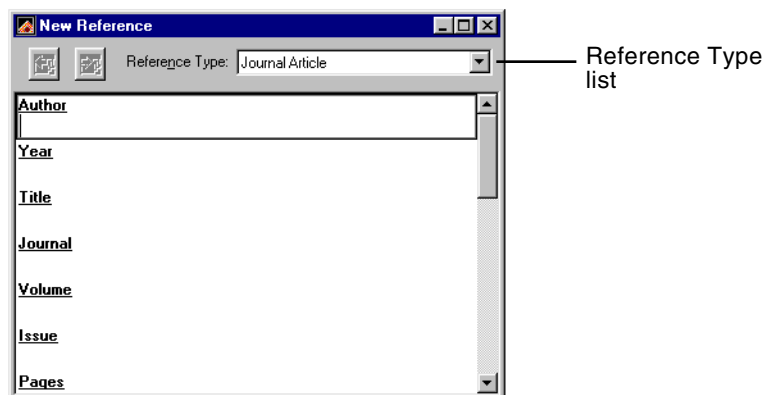 New Reference
Reference Type: Journal Article
Reference Type
list
Author
Year
Title
Journal
Volume
Issue
Pages